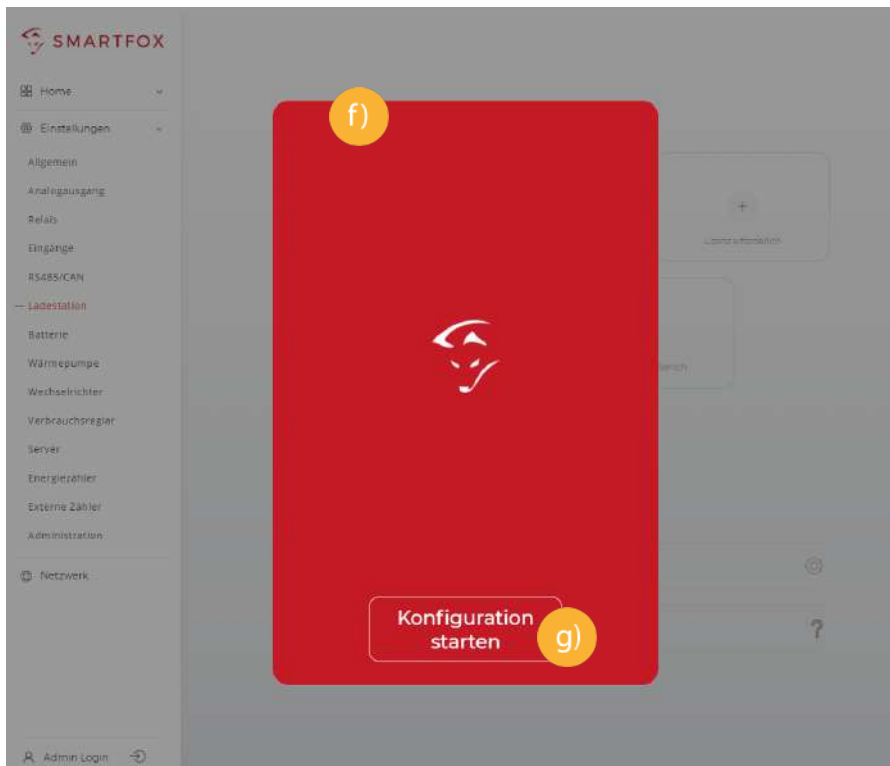 SMARTFOX
Home
Einstellungen
Allgemein
Analogausgang
Relais
Eingänge
RS485/CAN
Ladestation
Batterie
Wärmepumpe
Wechselrichter
Verbrauchsregler
Server
Energiezähler
Externe Zähler
Administration
Netzwerk
Admin Login
f)
Konfiguration
starten
g)
?